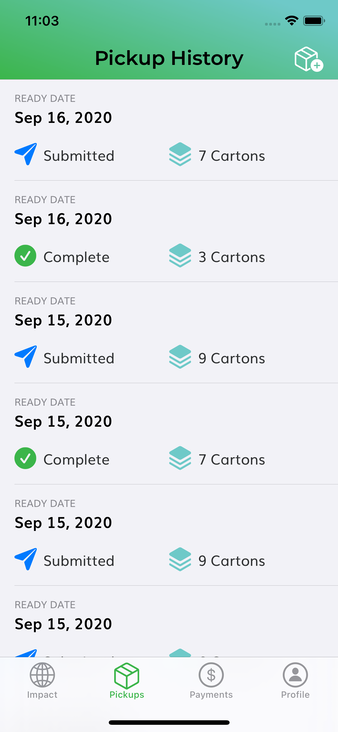 11:03
Pickup History
READY DATE
Sep 16, 2020
Submitted 7 Cartons
READY DATE
Sep 16, 2020
Complete 3 Cartons
READY DATE
Sep 15, 2020
Submitted 9 Cartons
READY DATE
Sep 15, 2020
Complete 7 Cartons
READY DATE
Sep 15, 2020
Submitted 9 Cartons
READY DATE
Sep 15, 2020
Impact Pickups Payments Profile